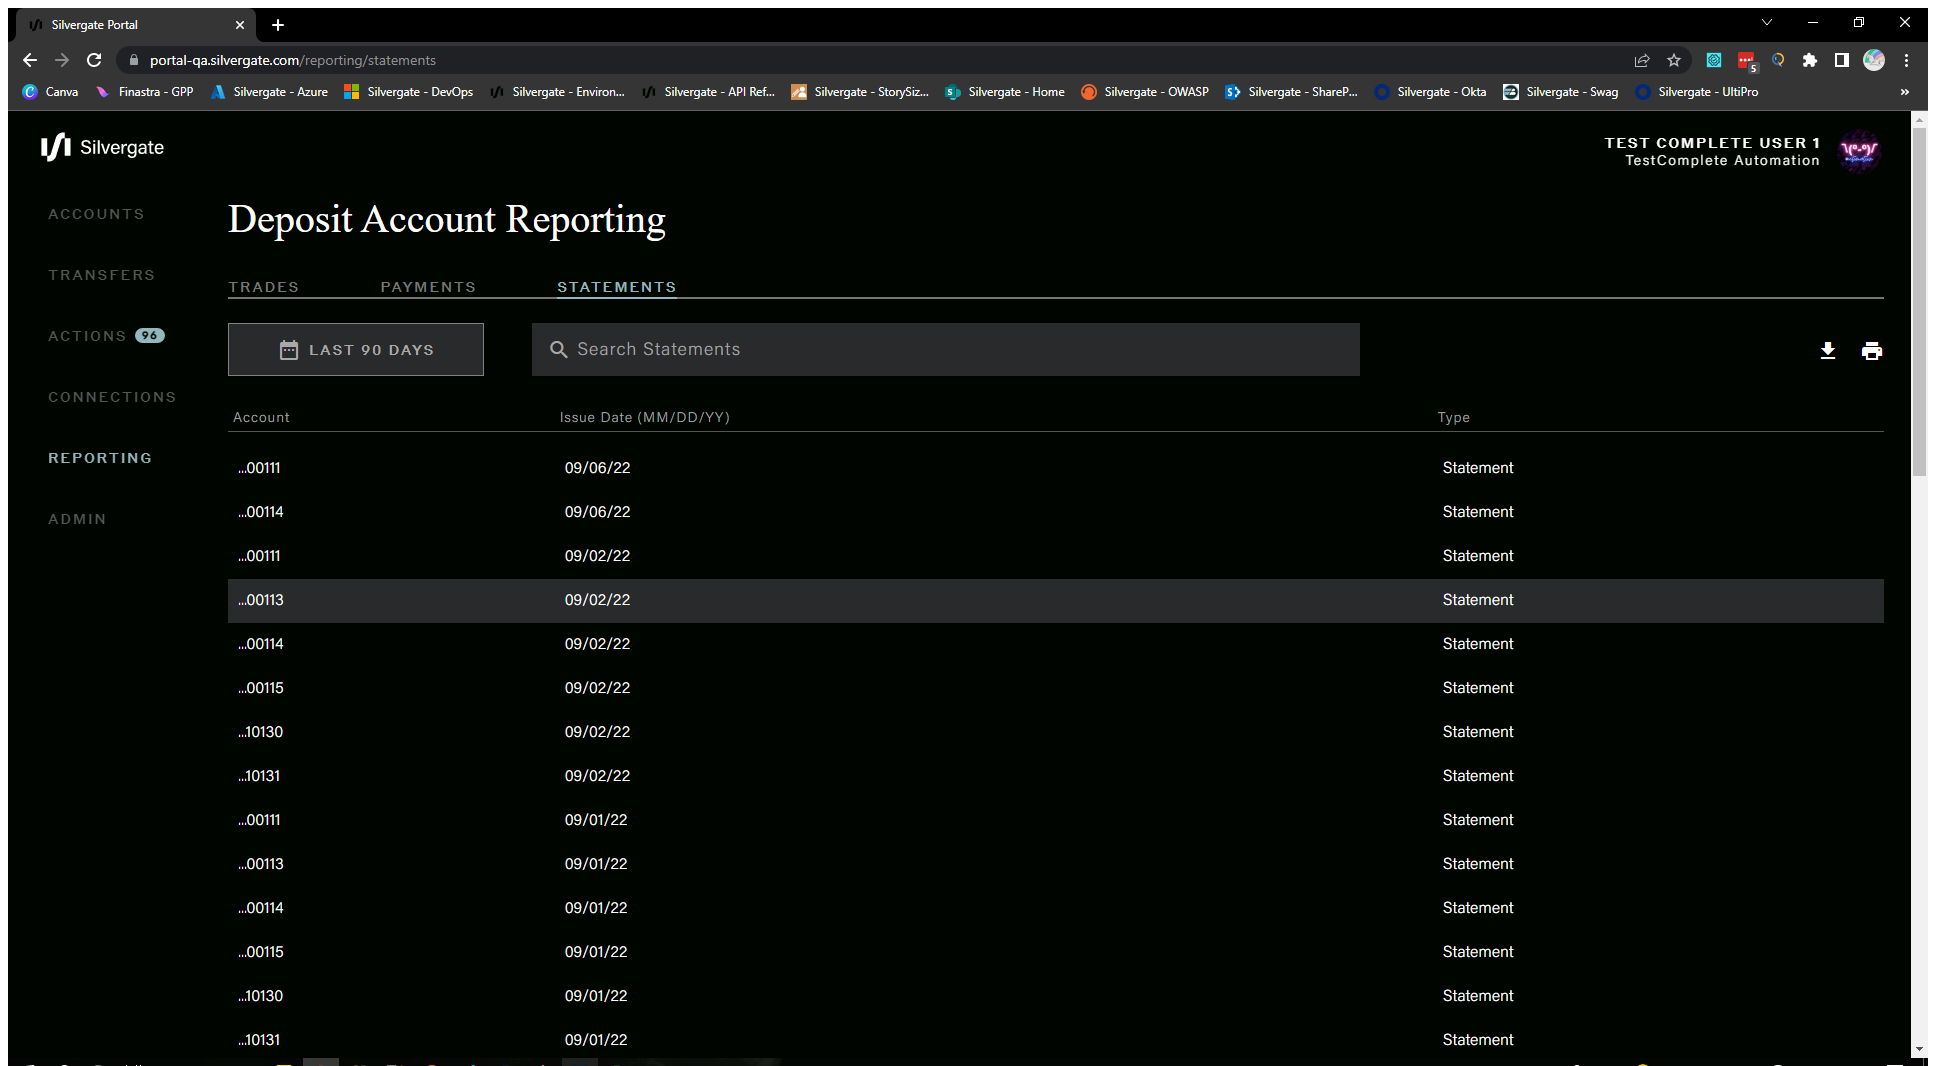 Silvergate Portal
portal-qa.silvergate.com/reporting/statements
5
Canva Finastra - GPP Silvergate - Azure Silvergate - DevOps Silvergate - Environ... Silvergate - API Ref... Silvergate - StorySiz... Silvergate - Home Silvergate - OWASP Silvergate - ShareP... Silvergate - Okta Silvergate - Swag Silvergate - UltiPro
Silvergate
TEST COMPLETE USER 1
TestComplete Automation
ACCOUNTS
TRANSFERS
ACTIONS 96
CONNECTIONS
REPORTING
ADMIN
Deposit Account Reporting
TRADES PAYMENTS STATEMENTS
LAST 90 DAYS Search Statements
Account Issue Date (MM/DD/YY) Type
...00111 09/06/22 Statement
...00114 09/06/22 Statement
...00111 09/02/22 Statement
...00113 09/02/22 Statement
...00114 09/02/22 Statement
...00115 09/02/22 Statement
...10130 09/02/22 Statement
...10131 09/02/22 Statement
...00111 09/01/22 Statement
...00113 09/01/22 Statement
...00114 09/01/22 Statement
...00115 09/01/22 Statement
...10130 09/01/22 Statement
...10131 09/01/22 Statement